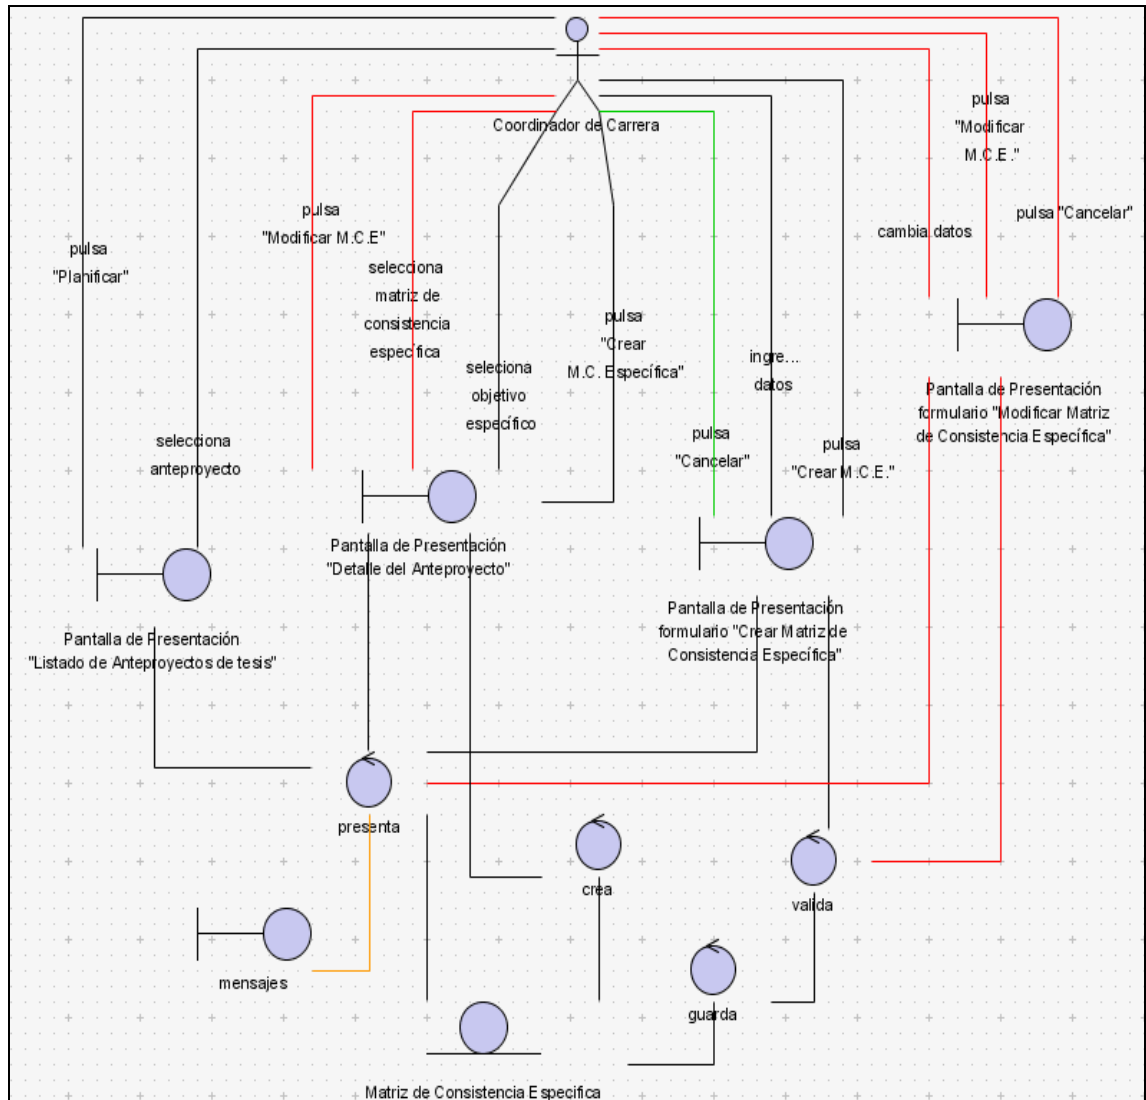 Coordinador de Carrera
pulsa
"Modificar
M.C.E."
pulsa "Cancelar"
cambia datos
pulsa
"Modificar M.C.E"
pulsa
"Planificar"
selecciona
matriz de
consistencia
específica
pulsa
"Crear
M.C. Específica"
seleciona
objetivo
específico
ingre...
datos
Pantalla de Presentación
formulario "Modificar Matriz
de Consistencia Específica"
selecciona
anteproyecto
pulsa
"Cancelar"
pulsa
"Crear M.C.E."
Pantalla de Presentación
"Detalle del Anteproyecto"
Pantalla de Presentación
formulario "Crear Matriz de
Consistencia Específica"
Pantalla de Presentación
"Listado de Anteproyectos de tesis"
presenta
crea
valida
mensajes
guarda
Matriz de Consistencia Especifica